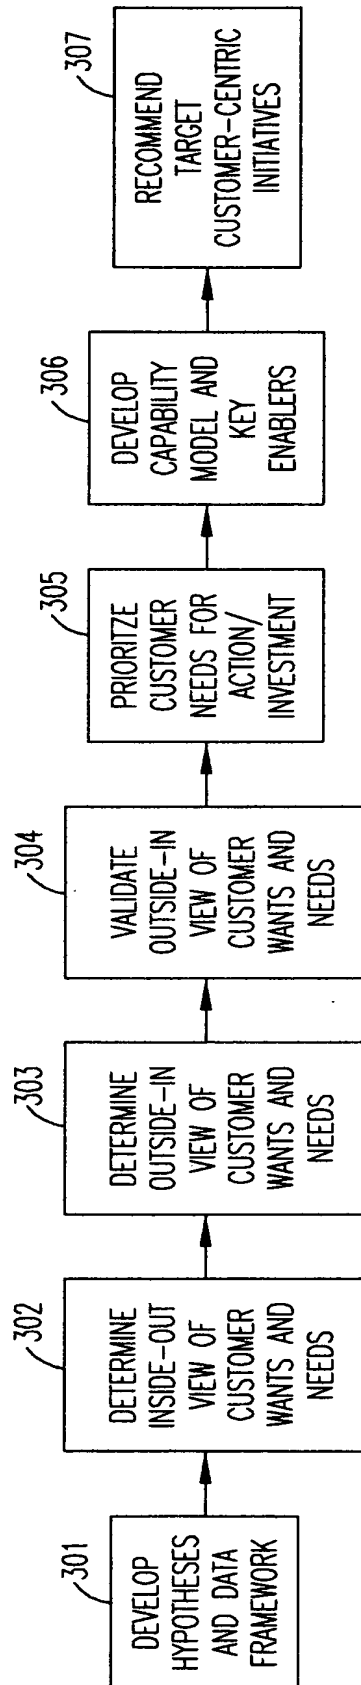 301
DEVELOP
HYPOTHESES
AND DATA
FRAMEWORK
302
DETERMINE
INSIDE-OUT
VIEW OF
CUSTOMER
WANTS AND
NEEDS
303
DETERMINE
OUTSIDE-IN
VIEW OF
CUSTOMER
WANTS AND
NEEDS
304
VALIDATE
OUTSIDE-IN
VIEW OF
CUSTOMER
WANTS AND
NEEDS
305
PRIORITIZE
CUSTOMER
NEEDS FOR
ACTION/
INVESTMENT
306
DEVELOP
CAPABILITY
MODEL AND
KEY
ENABLERS
307
RECOMMEND
TARGET
CUSTOMER-CENTRIC
INITIATIVES